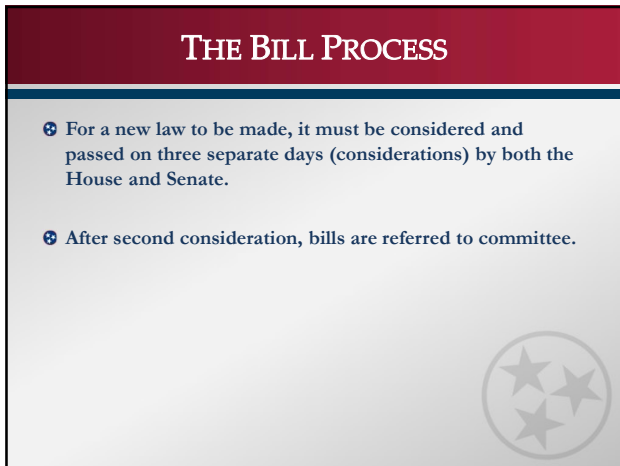 THE BILL PROCESS
For a new law to be made, it must be considered and
passed on three separate days (considerations) by both the
House and Senate.
After second consideration, bills are referred to committee.